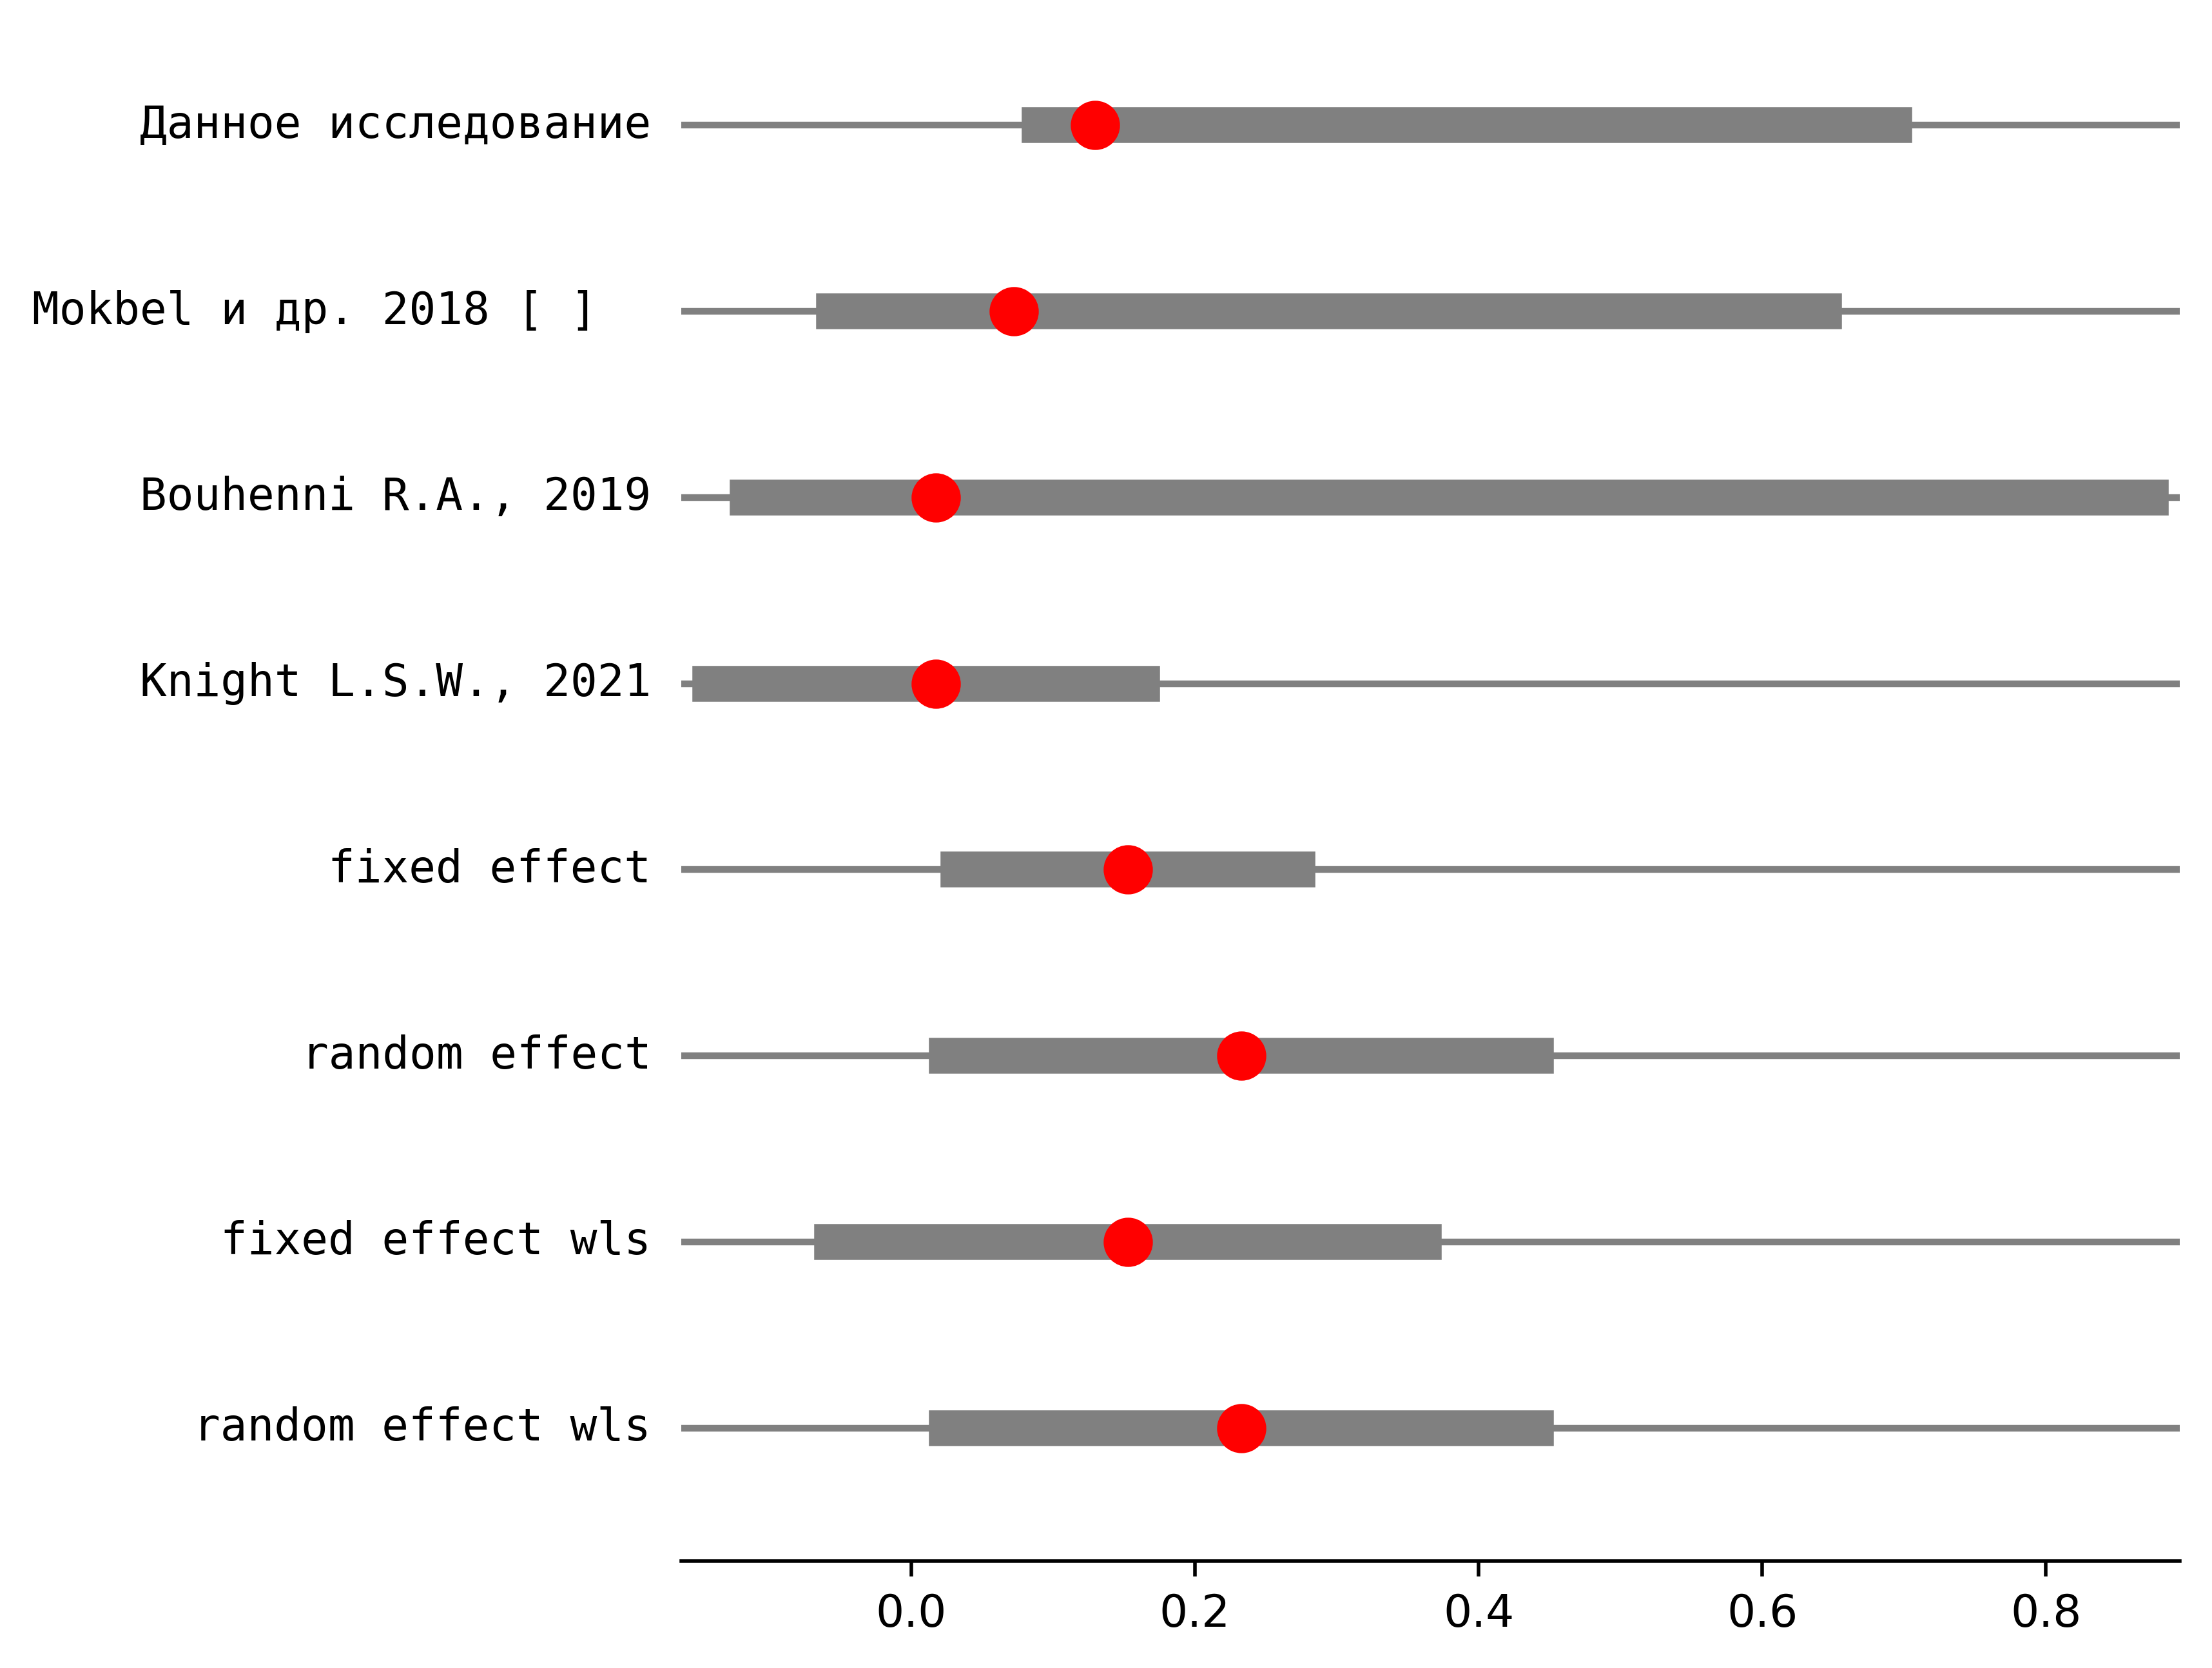 Данное исследование
Mokbel и др. 2018 [ ]
Bouhenni R.A., 2019
Knight L.S.W., 2021
fixed effect
random effect
fixed effect wls
random effect wls
0.0 0.2 0.4 0.6 0.8